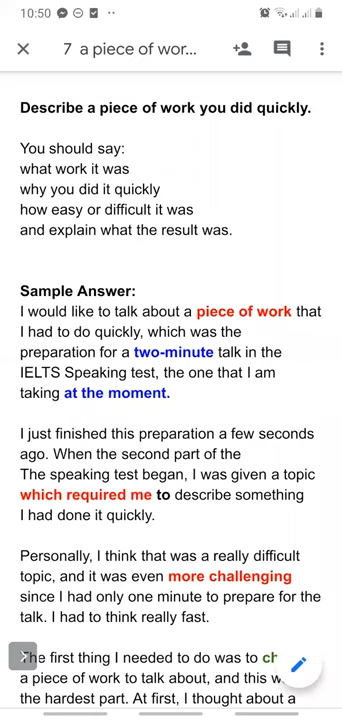 10:50
7 a piece of wor...
Describe a piece of work you did quickly.
You should say:
what work it was
why you did it quickly
how easy or difficult it was
and explain what the result was.
Sample Answer:
I would like to talk about a piece of work that
I had to do quickly, which was the
preparation for a two-minute talk in the
IELTS Speaking test, the one that I am
taking at the moment.
I just finished this preparation a few seconds
ago. When the second part of the
The speaking test began, I was given a topic
which required me to describe something
I had done it quickly.
Personally, I think that was a really difficult
topic, and it was even more challenging
since I had only one minute to prepare for the
talk. I had to think really fast.
The first thing I needed to do was to
a piece of work to talk about, and this
the hardest part. At first, I thought about a